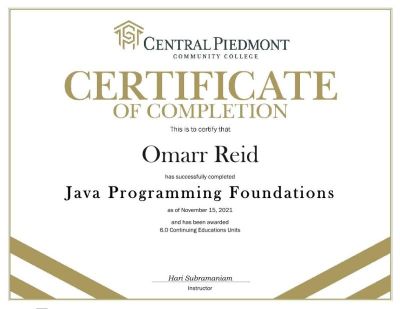 CENTRAL PIEDMONT
COMMUNITY COLLEGE
CERTIFICATE
OF COMPLETION
This is to certify that
Omarr Reid
has successfully completed
Java Programming Foundations
as of November 15, 2021
and has been awarded
6.0 Continuing Educations Units
Hari Subramaniam
Instructor